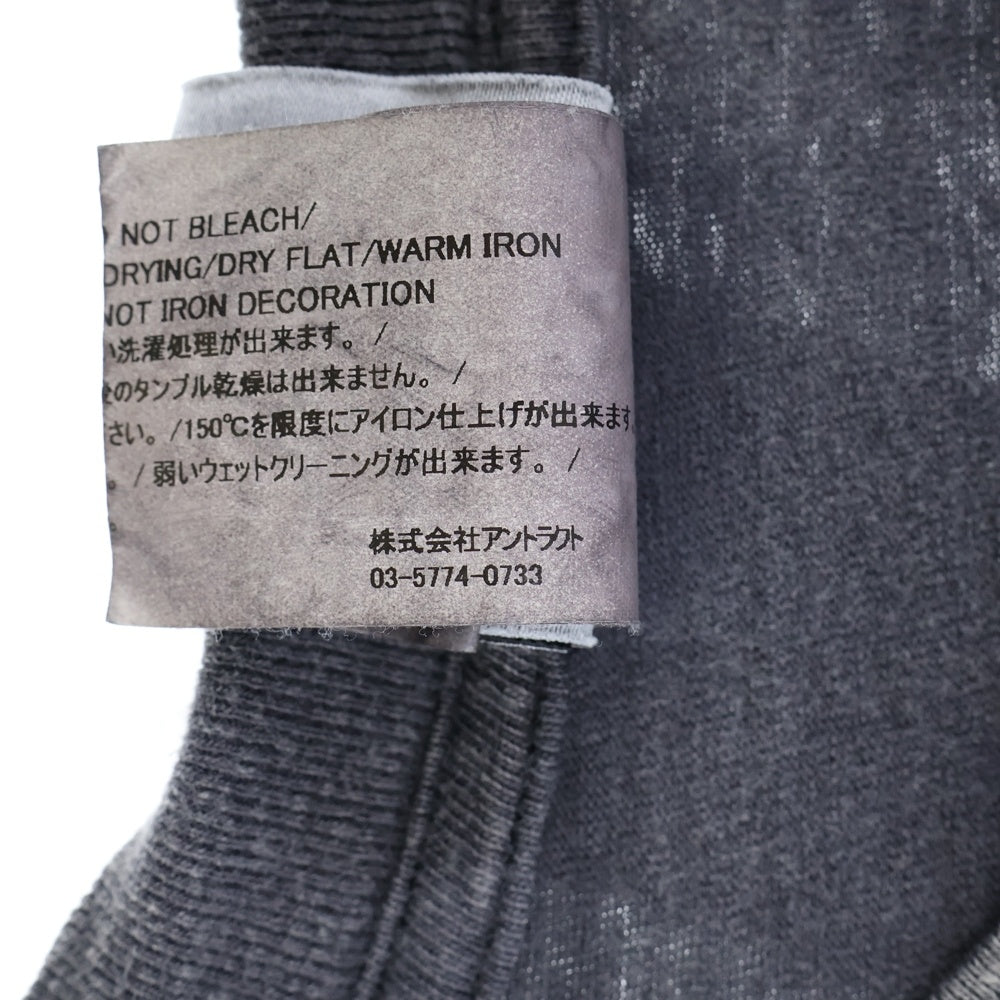 NOT BLEACH/
DRYING/DRY FLAT/WARM IRON
NOT IRON DECORATION
い洗濯処理が出来ます。 /
のタンブル乾燥は出来ません。 /
さい。/150℃を限度にアイロン仕上げが出来ます
。 / 弱いウェットクリーニングが出来ます。 /
。
株式会社アントラクト
03-5774-0733